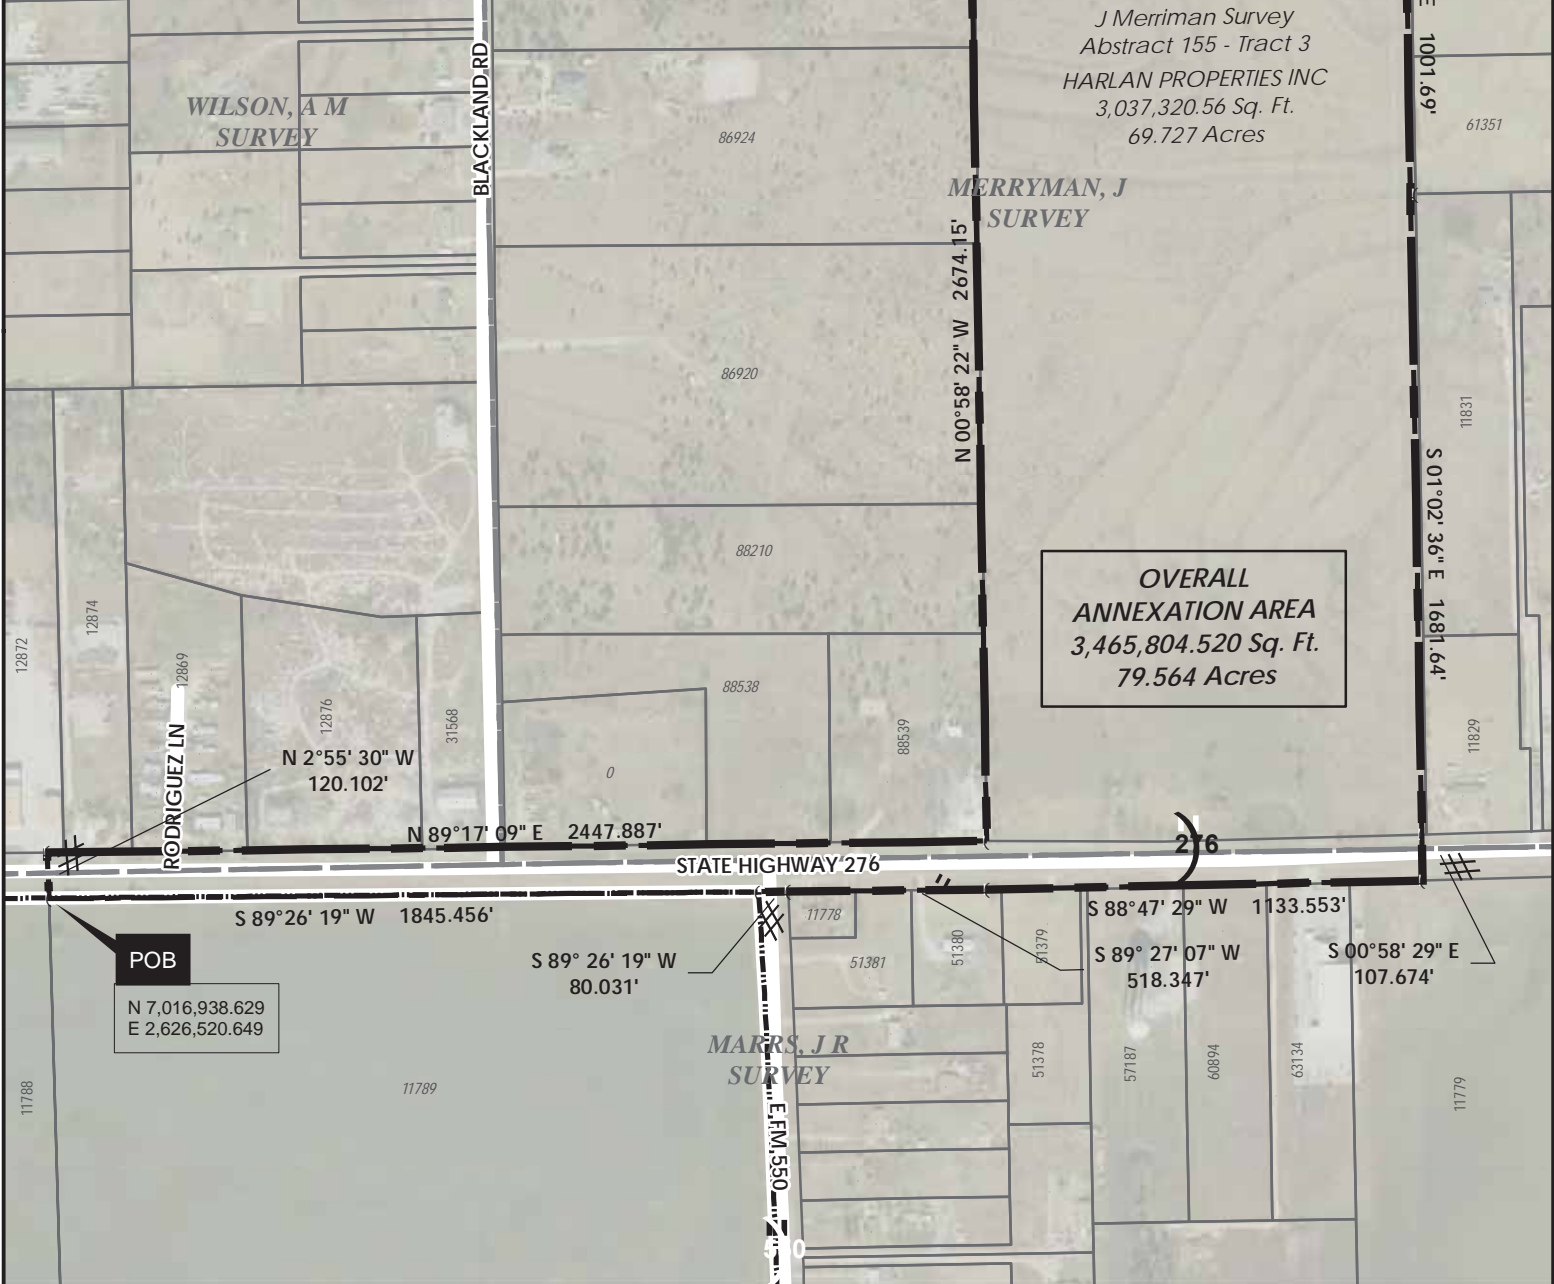 J Merriman Survey
Abstract 155 - Tract 3
HARLAN PROPERTIES INC
3,037,320.56 Sq. Ft.
69.727 Acres
E 1001.69'
61351
WILSON, A M
SURVEY
BLACKLAND RD
86924
MERRYMAN, J
SURVEY
N 00°58' 22" W 2674.15'
86920
11831
S 01°02' 36" E 1681.64'
88210
OVERALL
ANNEXATION AREA
3,465,804.520 Sq. Ft.
79.564 Acres
12872
12874
12869
12876
31568
88538
88539
0
11829
RODRIGUEZ LN
N 2°55' 30" W
120.102'
N 89°17' 09" E 2447.887'
STATE HIGHWAY 276
276
S 89°26' 19" W 1845.456'
11778
S 88°47' 29" W 1133.553'
POB
N 7,016,938.629
E 2,626,520.649
S 89° 26' 19" W
80.031'
51381
51380
51379
S 89° 27' 07" W
518.347'
S 00°58' 29" E
107.674'
MARRS, J R
SURVEY
11788
11789
51378
57187
60894
63134
11779
E FM 550
550